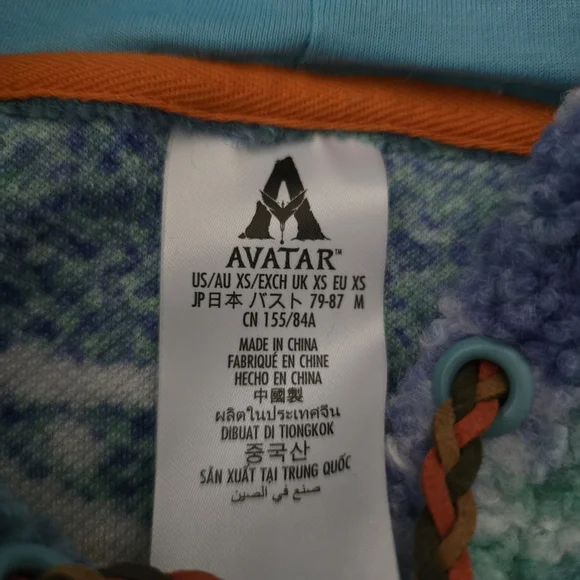 AVATAR™
US/AU XS/EXCH UK XS EU XS
JP日本 バスト 79-87 M
CN 155/84A
MADE IN CHINA
FABRIQUÉ EN CHINE
HECHO EN CHINA
中國製
ผลิตในประเทศจีน
DIBUAT DI TIONGKOK
중국산
SẢN XUẤT TẠI TRUNG QUỐC
صنع في الصين